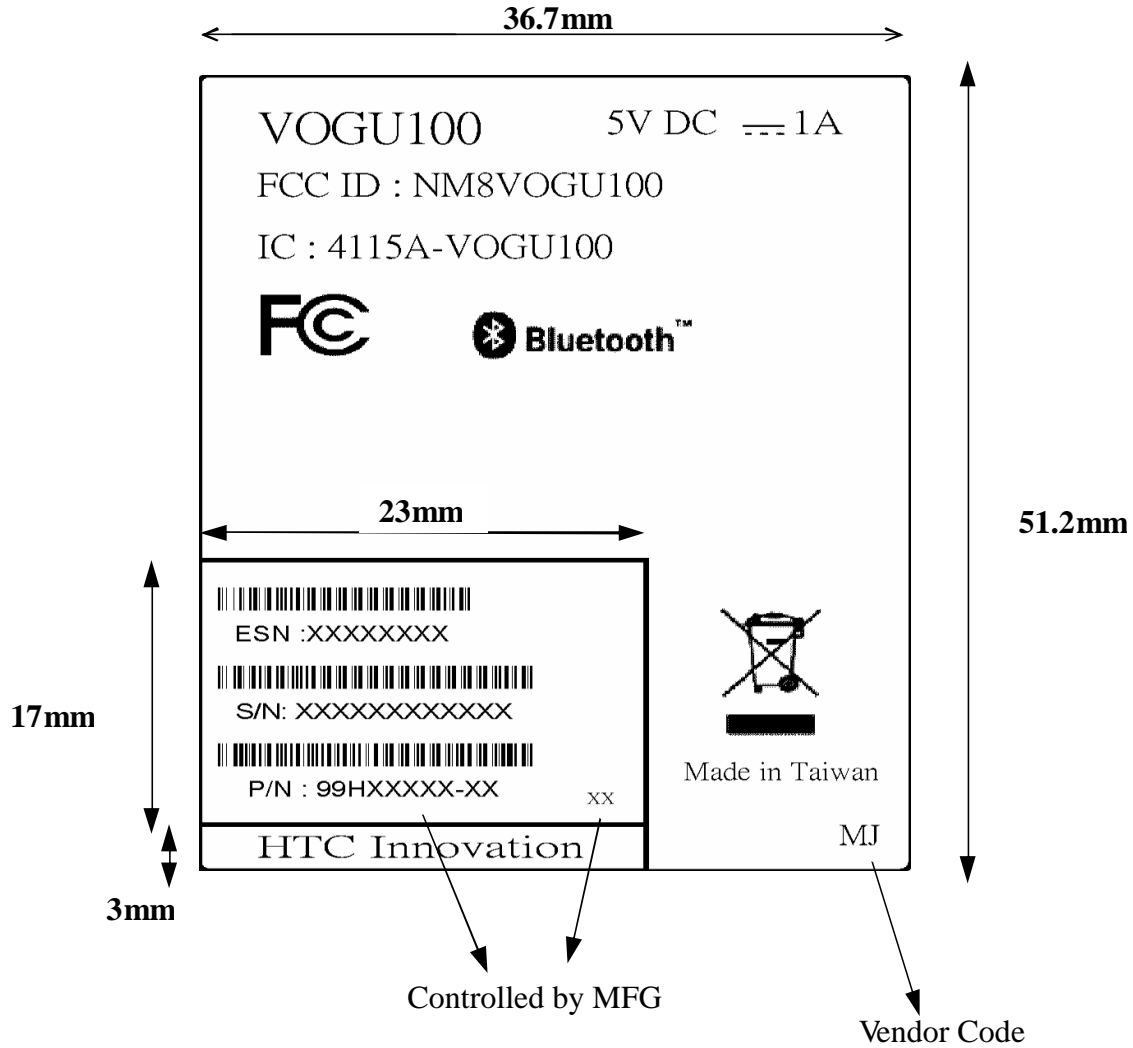 36.7mm
VOGU100 5V DC 1A
FCC ID : NM8VOGU100
IC : 4115A-VOGU100
FC Bluetooth™
23mm
51.2mm
ESN :XXXXXXXX
S/N: XXXXXXXXXXXX
17mm
Made in Taiwan
P/N : 99HXXXXX-XX xx
HTC Innovation MJ
3mm
Controlled by MFG
Vendor Code